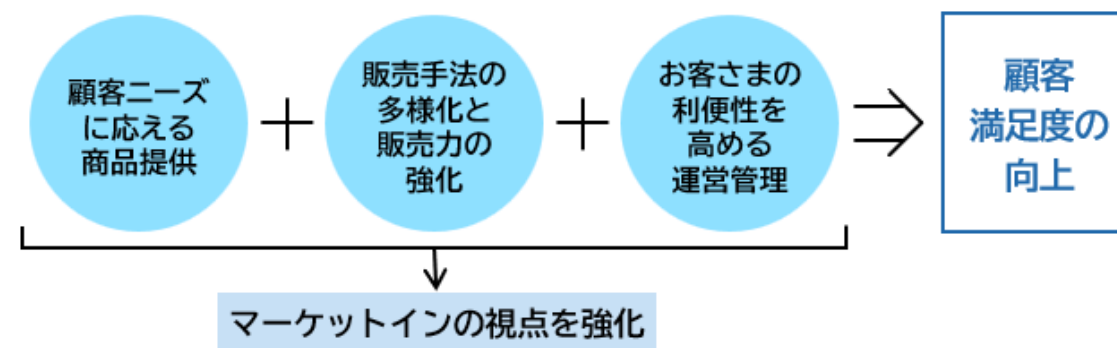 顧客ニーズ
に応える
商品提供
＋
販売手法の
多様化と
販売力の
強化
＋
お客さまの
利便性を
高める
運営管理
顧客
満足度の
向上
マーケットインの視点を強化